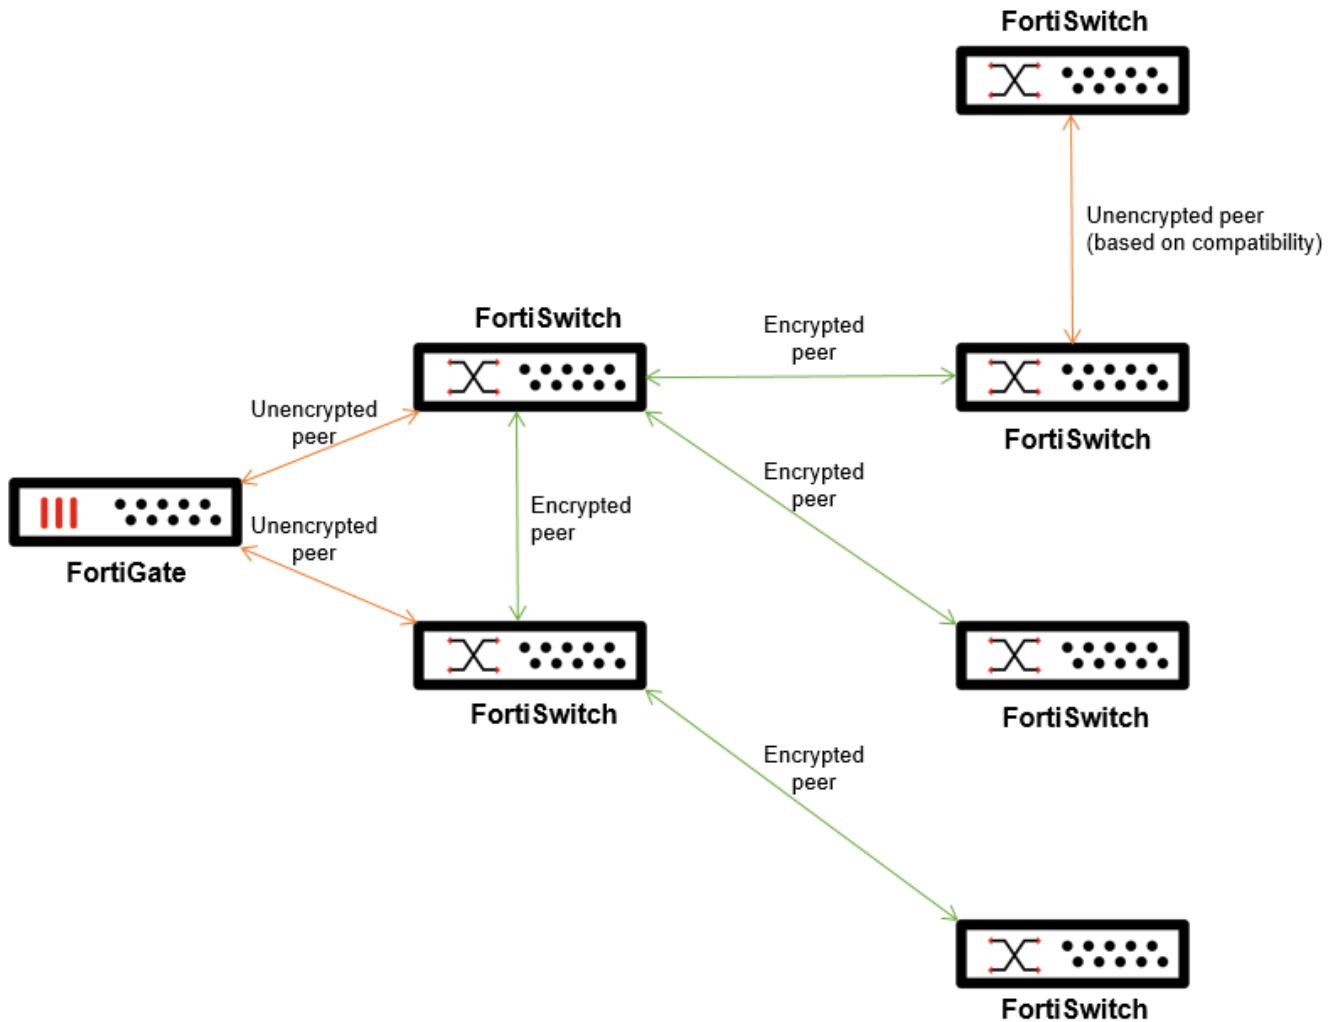 FortiSwitch
Unencrypted peer
(based on compatibility)
FortiSwitch
Encrypted
peer
Unencrypted
peer
FortiSwitch
Encrypted
peer
Encrypted
peer
Unencrypted
peer
FortiGate
FortiSwitch
FortiSwitch
Encrypted
peer
FortiSwitch